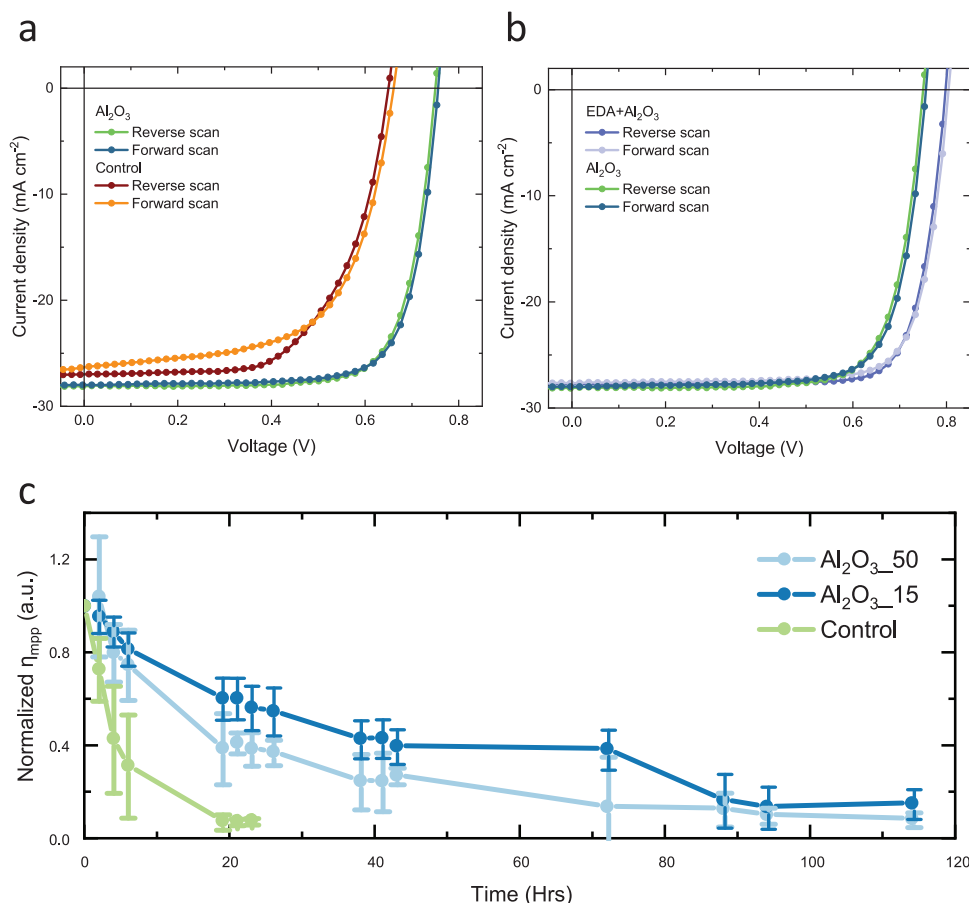 a
0
-10
-20
-30
Current density (mA cm⁻²)
Al₂O₃
Reverse scan
Forward scan
Control
Reverse scan
Forward scan
0.0
0.2
0.4
0.6
0.8
Voltage (V)
b
0
-10
-20
-30
Current density (mA cm⁻²)
EDA+Al₂O₃
Reverse scan
Forward scan
Al₂O₃
Reverse scan
Forward scan
0.0
0.2
0.4
0.6
0.8
Voltage (V)
c
1.2
0.8
0.4
0.0
Normalized η_mpp (a.u.)
Al₂O₃_50
Al₂O₃_15
Control
0
20
40
60
80
100
120
Time (Hrs)